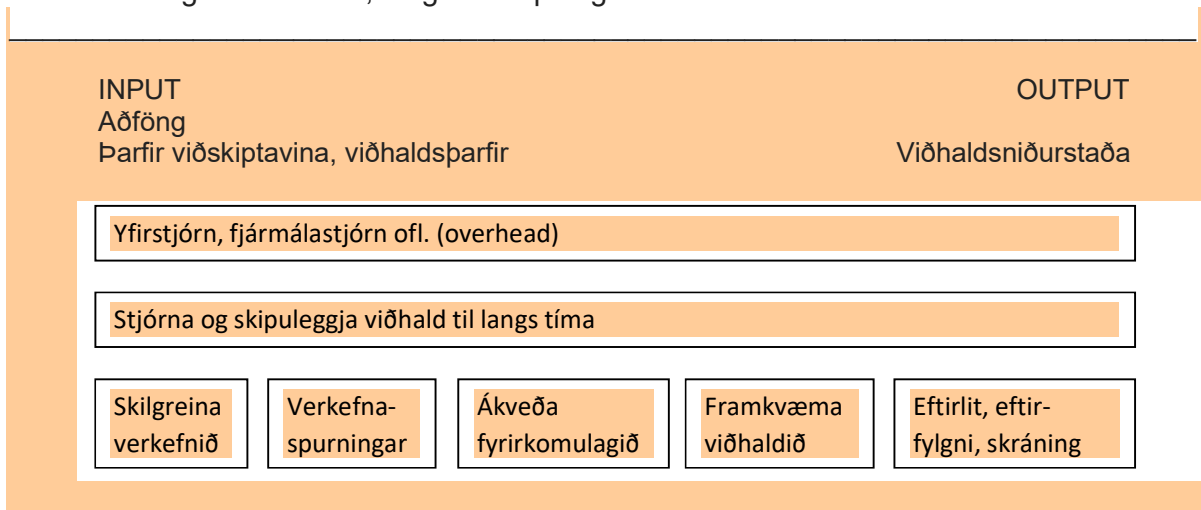 INPUT OUTPUT
Aðföng
Þarfir viðskiptavina, viðhaldsþarfir Viðhaldsniðurstaða
Yfirstjórn, fjármálastjórn ofl. (overhead)
Stjórna og skipuleggja viðhald til langs tíma
Skilgreina
verkefnið
Verkefna-
spurningar
Ákveða
fyrirkomulagið
Framkvæma
viðhaldið
Eftirlit, eftir-
fylgni, skráning